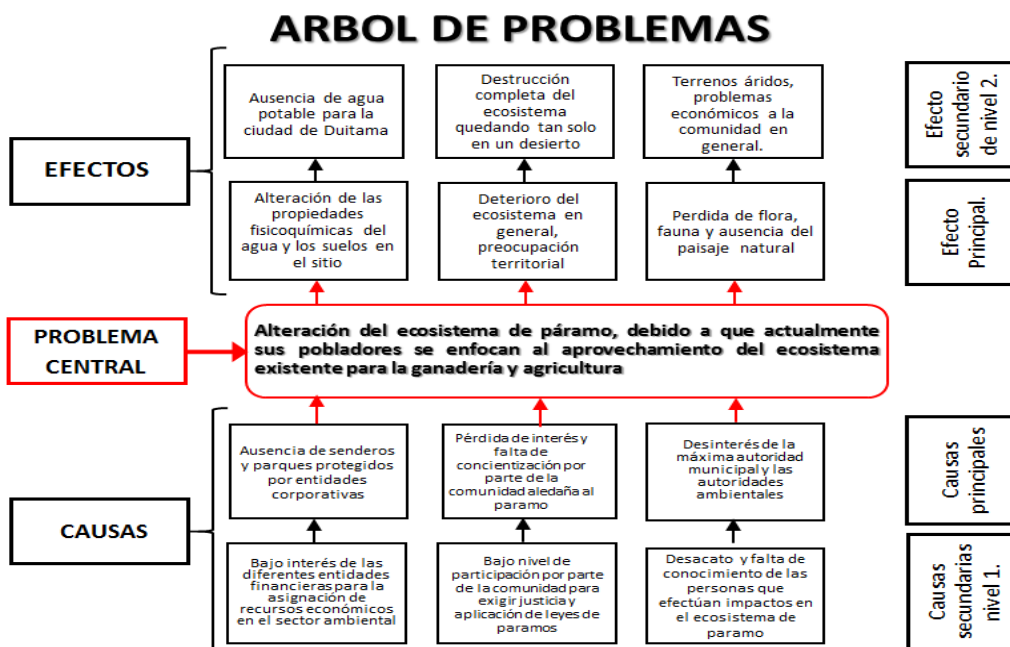 ARBOL DE PROBLEMAS
EFECTOS
Ausencia de agua
potable para la
ciudad de Duitama
Destrucción
completa del
ecosistema
quedando tan solo
en un desierto
Terrenos áridos,
problemas
económicos a la
comunidad en
general.
Efecto
secundario
de nivel 2.
Alteración de las
propiedades
fisicoquímicas del
agua y los suelos en
el sitio
Deterioro del
ecosistema en
general,
preocupación
territorial
Perdida de flora,
fauna y ausencia del
paisaje natural
Efecto
Principal.
PROBLEMA
CENTRAL
Alteración del ecosistema de páramo, debido a que actualmente
sus pobladores se enfocan al aprovechamiento del ecosistema
existente para la ganadería y agricultura
CAUSAS
Ausencia de senderos
y parques protegidos
por entidades
corporativas
Pérdida de interés y
falta de
concientización por
parte de la
comunidad aledaña al
paramo
Desinterés de la
máxima autoridad
municipal y las
autoridades
ambientales
Causas
principales
Bajo interés de las
diferentes entidades
financieras para la
asignación de
recursos económicos
en el sector ambiental
Bajo nivel de
participación por parte
de la comunidad para
exigir justicia y
aplicación de leyes de
paramos
Desacato y falta de
conocimiento de las
personas que
efectúan impactos en
el ecosistema de
paramo
Causas
secundarias
nivel 1.